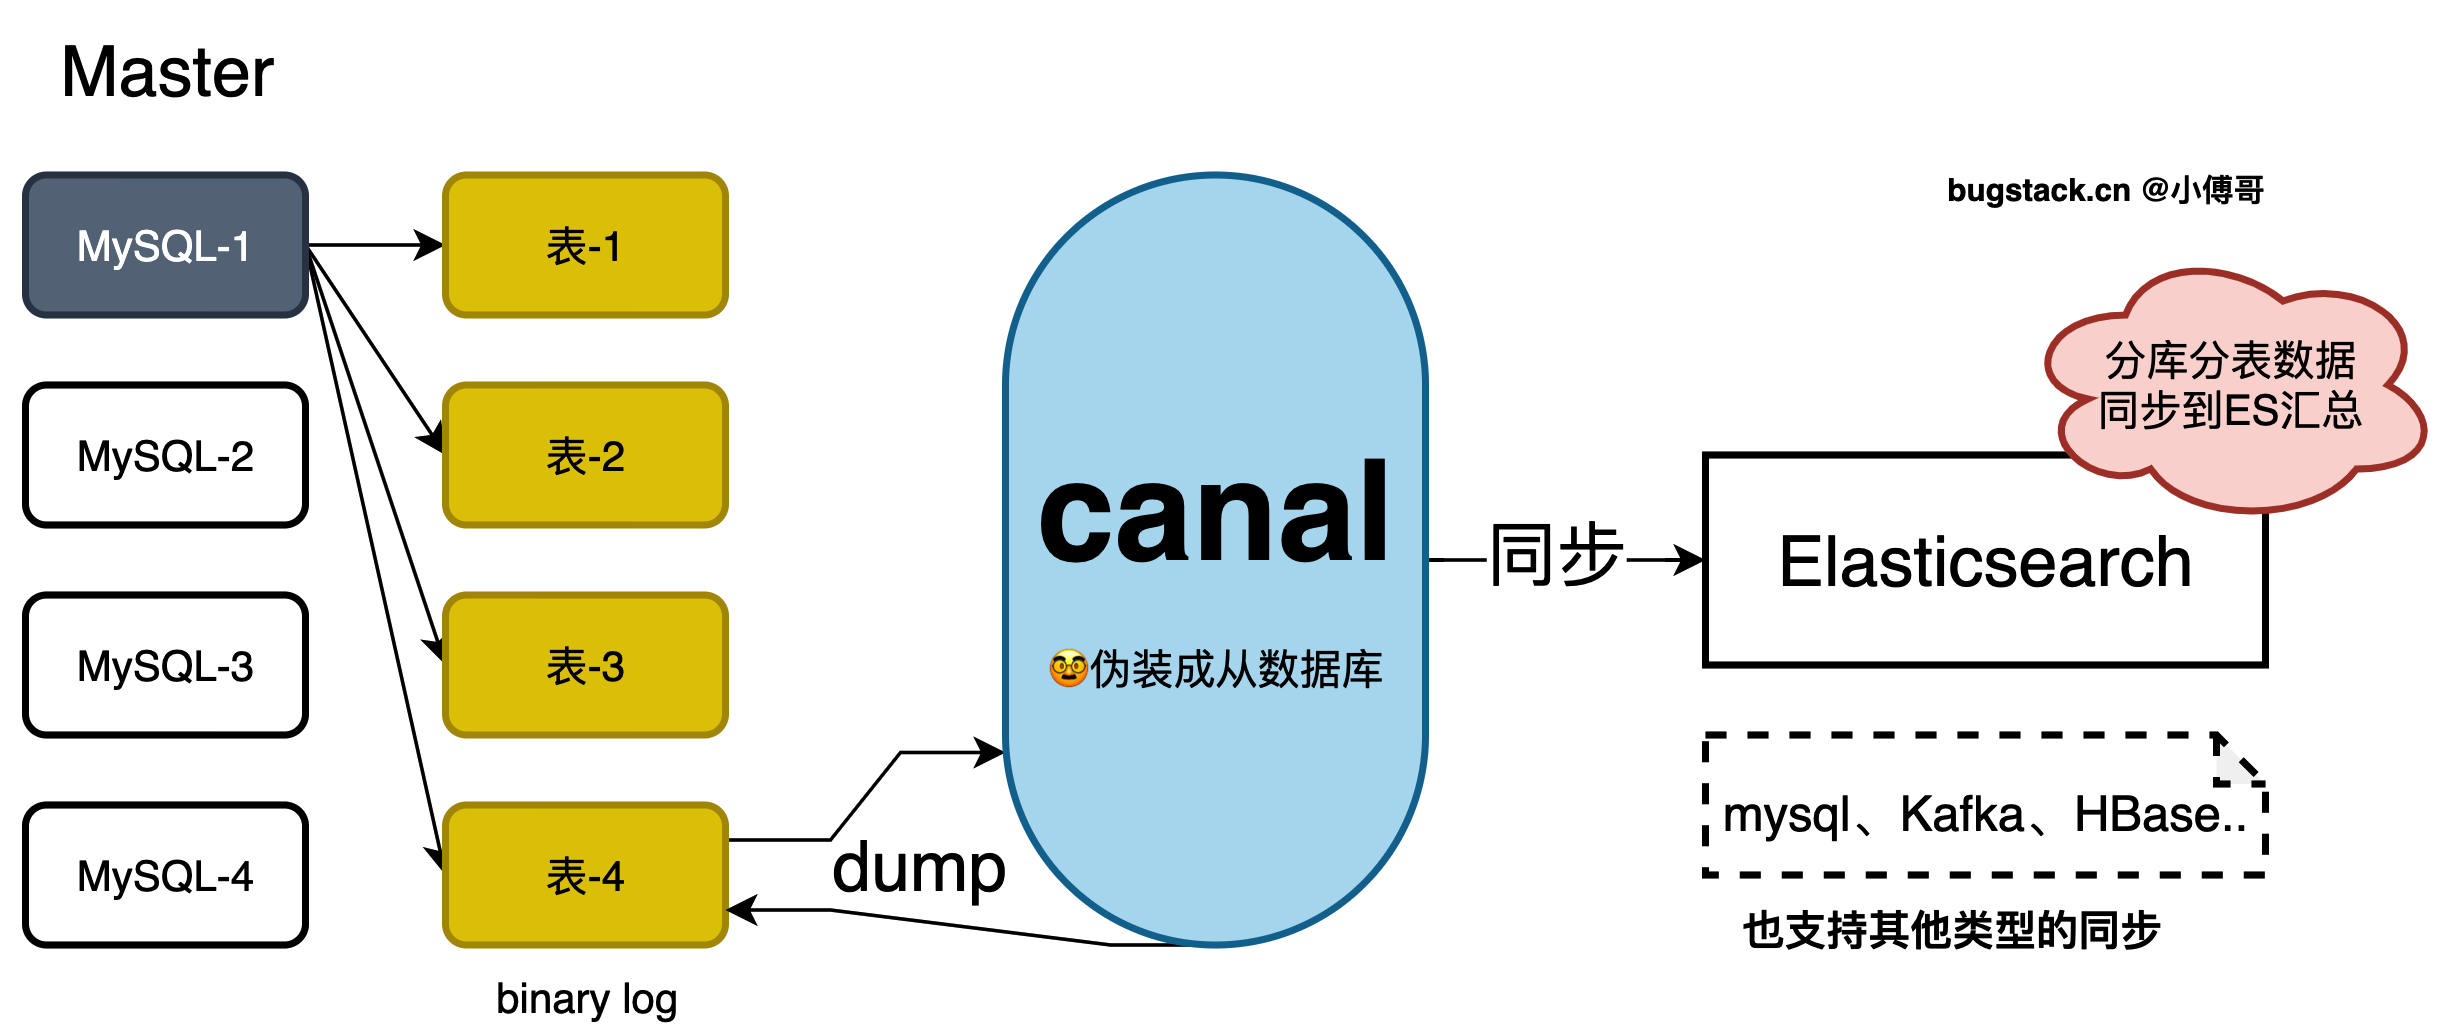 Master
MySQL-1
MySQL-2
MySQL-3
MySQL-4
表-1
表-2
表-3
表-4
binary log
dump
canal
伪装成从数据库
同步
bugstack.cn @小傅哥
分库分表数据
同步到ES汇总
Elasticsearch
mysql、Kafka、HBase..
也支持其他类型的同步